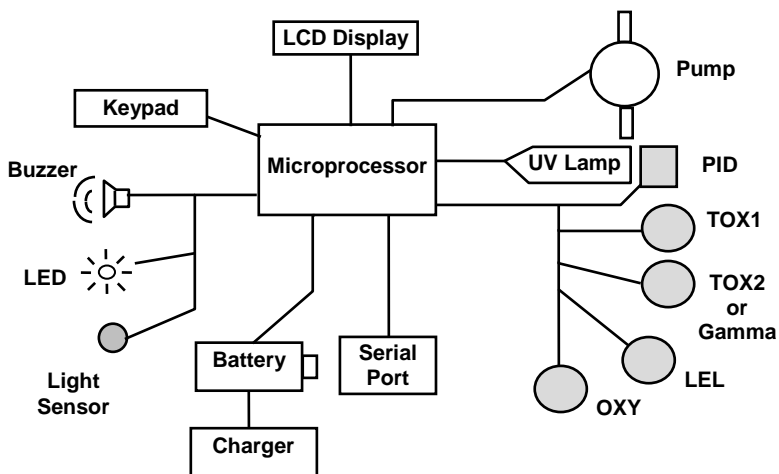 LCD Display
Pump
Keypad
Microprocessor
UV Lamp
PID
Buzzer
TOX1
LED
TOX2
or
Gamma
Battery
Serial
Port
Light
Sensor
LEL
OXY
Charger